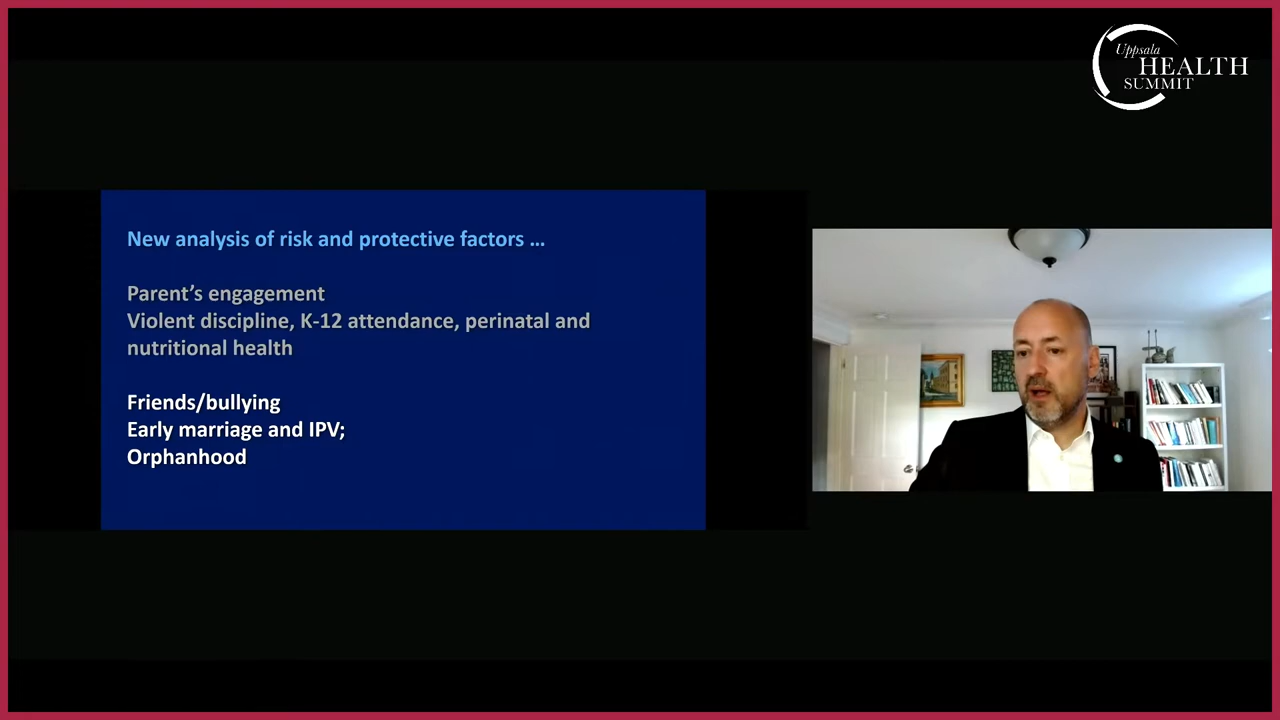 Uppsala
HEALTH
SUMMIT
New analysis of risk and protective factors ...
Parent's engagement
Violent discipline, K-12 attendance, perinatal and
nutritional health
Friends/bullying
Early marriage and IPV;
Orphanhood